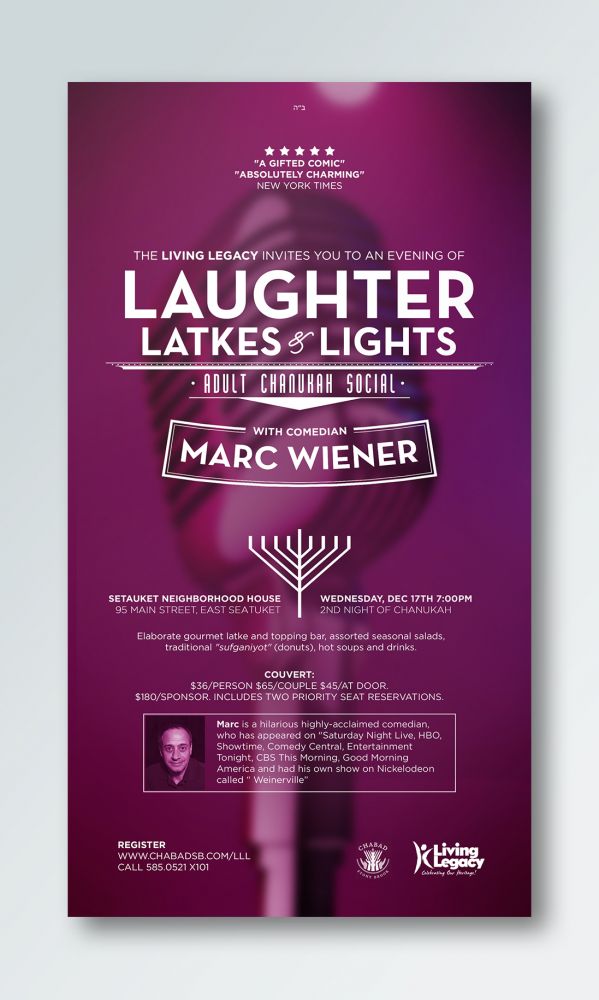 ב"ה
"A GIFTED COMIC"
"ABSOLUTELY CHARMING"
NEW YORK TIMES
THE LIVING LEGACY INVITES YOU TO AN EVENING OF
LAUGHTER
LATKES & LIGHTS
· ADULT CHANUKAH SOCIAL ·
WITH COMEDIAN
MARC WIENER
SETAUKET NEIGHBORHOOD HOUSE
95 MAIN STREET, EAST SEATUKET
WEDNESDAY, DEC 17TH 7:00PM
2ND NIGHT OF CHANUKAH
Elaborate gourmet latke and topping bar, assorted seasonal salads,
traditional "sufganiyot" (donuts), hot soups and drinks.
COUVERT:
$36/PERSON $65/COUPLE $45/AT DOOR.
$180/SPONSOR. INCLUDES TWO PRIORITY SEAT RESERVATIONS.
Marc is a hilarious highly-acclaimed comedian,
who has appeared on "Saturday Night Live, HBO,
Showtime, Comedy Central, Entertainment
Tonight, CBS This Morning, Good Morning
America and had his own show on Nickelodeon
called " Weinerville"
REGISTER
WWW.CHABADSB.COM/LLL
CALL 585.0521 X101
CHABAD
STONY BROOK
Living
Legacy
Celebrating Our Heritage!